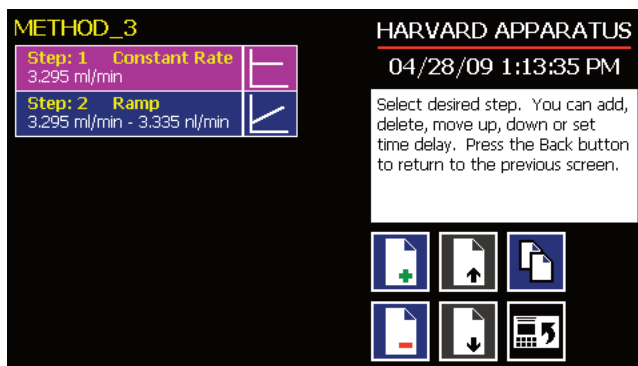 METHOD_3
Step: 1 Constant Rate
3.295 ml/min
Step: 2 Ramp
3.295 ml/min - 3.335 nl/min
HARVARD APPARATUS
04/28/09 1:13:35 PM
Select desired step. You can add,
delete, move up, down or set
time delay. Press the Back button
to return to the previous screen.